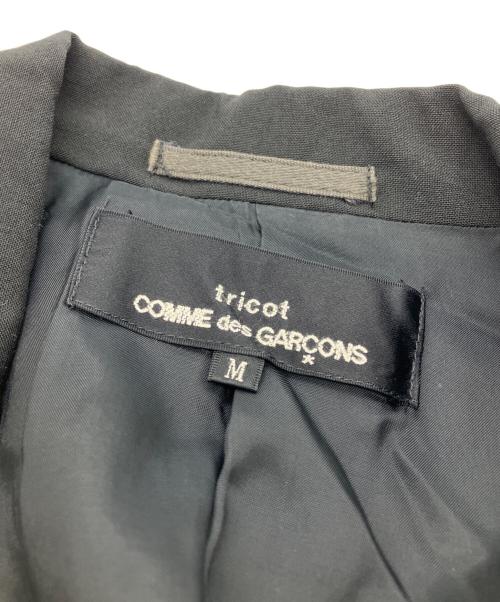 tricot
COMME des GARÇONS
*
M